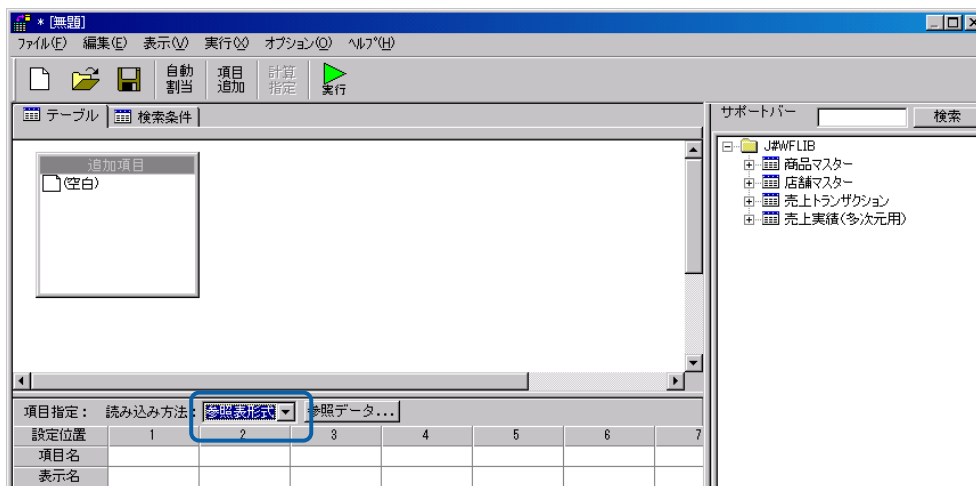 * [無題]
ファイル(F) 編集(E) 表示(V) 実行(X) オプション(O) ヘルプ(H)
自動割当 項目追加 計算指定 実行
テーブル 検索条件
サポートバー 検索
追加項目
(空白)
J#WFLIB
商品マスター
店舗マスター
売上トランザクション
売上実績(多次元用)
項目指定: 読み込み方法: 参照表形式 参照データ...
設定位置 1 2 3 4 5 6 7
項目名
表示名